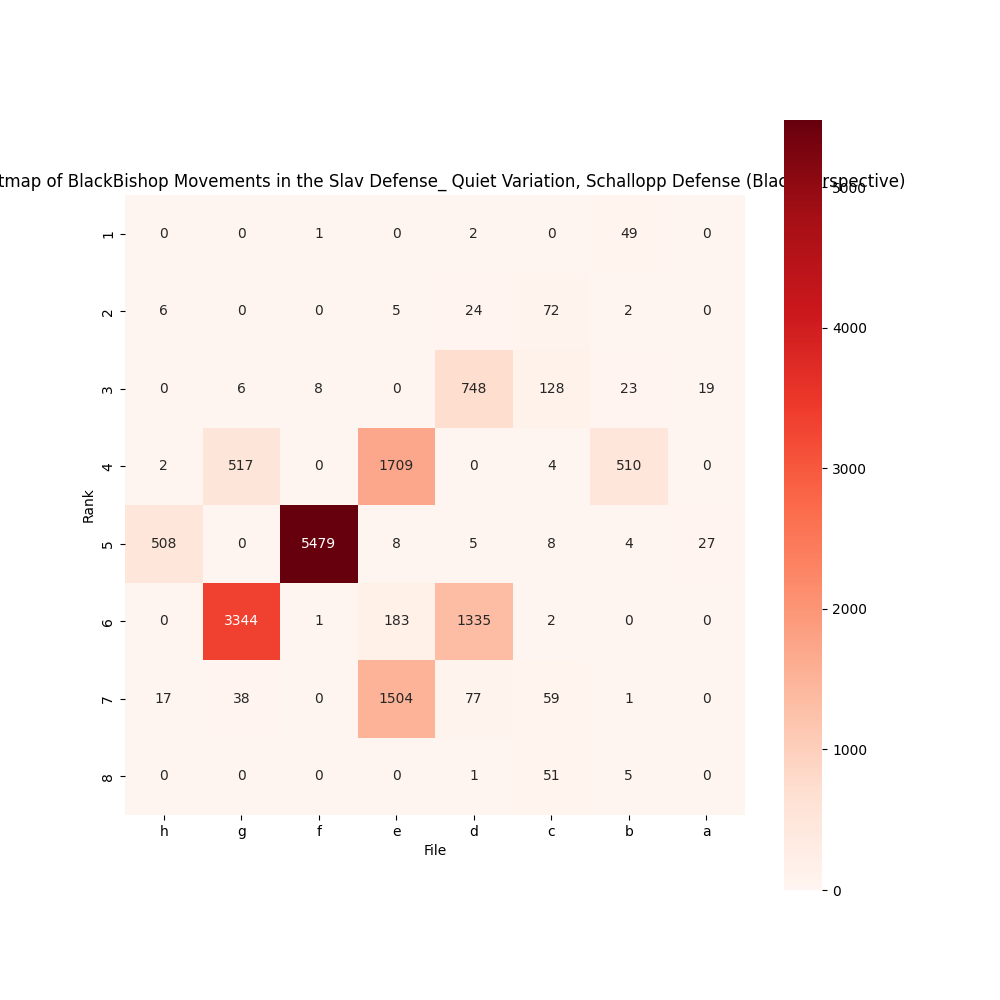 tmap of BlackBishop Movements in the Slav Defense_ Quiet Variation, Schallopp Defense (Black Perspective)
5000
1 0 0 1 0 2 0 49 0
2 6 0 0 5 24 72 2 0
4000
3 0 6 8 0 748 128 23 19
4 2 517 0 1709 0 4 510 0
3000
Rank
5 508 0 5479 8 5 8 4 27
2000
6 0 3344 1 183 1335 2 0 0
7 17 38 0 1504 77 59 1 0
1000
8 0 0 0 0 1 51 5 0
h g f e d c b a
File
0